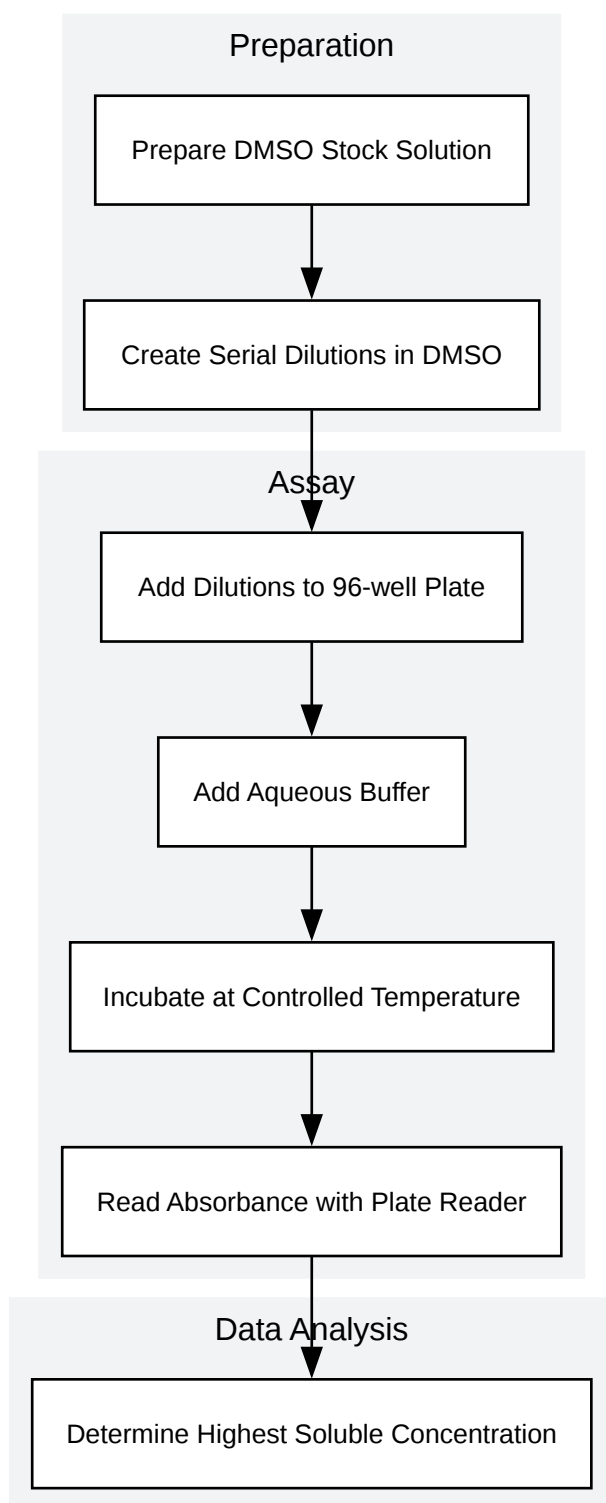 Preparation
Prepare DMSO Stock Solution
Create Serial Dilutions in DMSO
Assay
Add Dilutions to 96-well Plate
Add Aqueous Buffer
Incubate at Controlled Temperature
Read Absorbance with Plate Reader
Data Analysis
Determine Highest Soluble Concentration